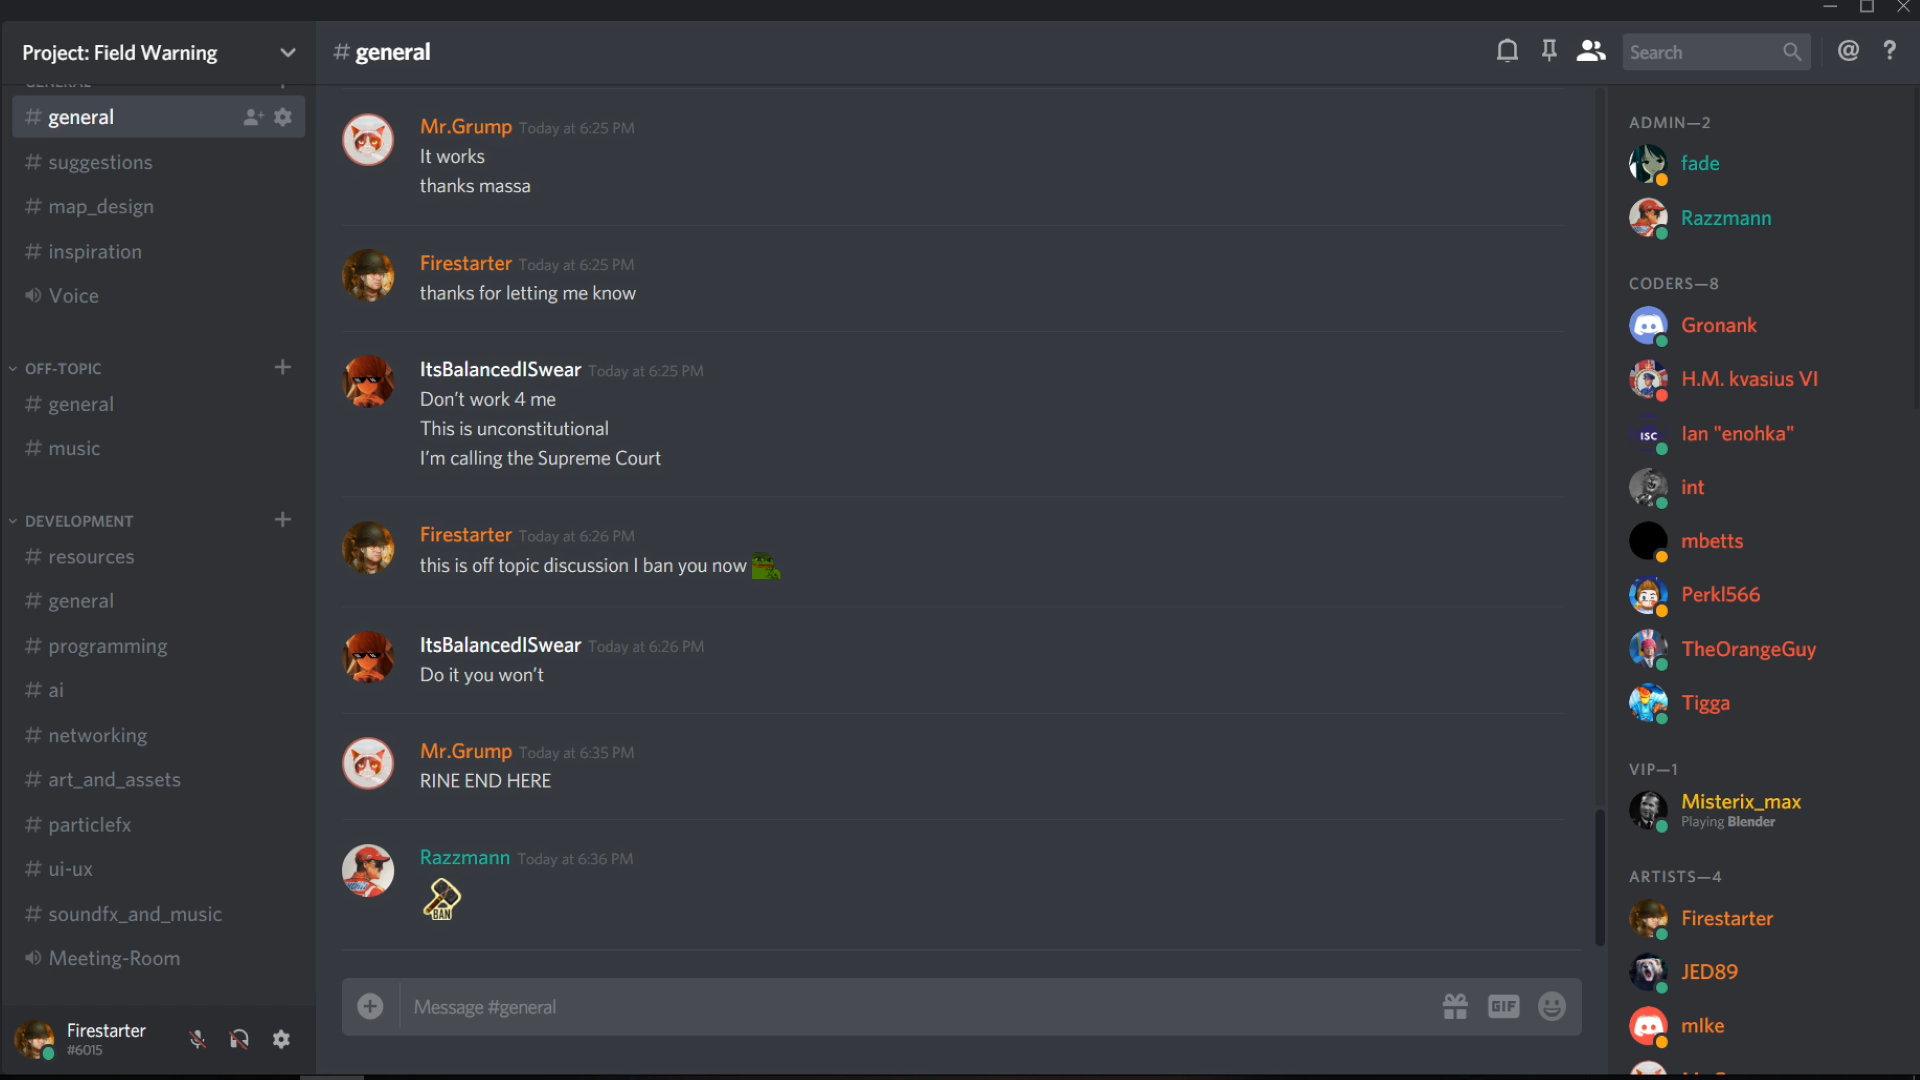 Project: Field Warning
GENERAL
# general
# suggestions
# map_design
# inspiration
Voice
OFF-TOPIC
# general
# music
DEVELOPMENT
# resources
# general
# programming
# ai
# networking
# art_and_assets
# particlefx
# ui-ux
# soundfx_and_music
Meeting-Room
Firestarter
#6015
# general
Search
@ ?
Mr.Grump Today at 6:25 PM
It works
thanks massa
Firestarter Today at 6:25 PM
thanks for letting me know
ItsBalancedISwear Today at 6:25 PM
Don't work 4 me
This is unconstitutional
I'm calling the Supreme Court
Firestarter Today at 6:26 PM
this is off topic discussion I ban you now
ItsBalancedISwear Today at 6:26 PM
Do it you won't
Mr.Grump Today at 6:35 PM
RINE END HERE
Razzmann Today at 6:36 PM
BAN
Message #general
GIF
ADMIN—2
fade
Razzmann
CODERS—8
Gronank
H.M. kvasius VI
ISC
Ian "enohka"
int
mbetts
Perkl566
TheOrangeGuy
Tigga
VIP—1
Misterix_max
Playing Blender
ARTISTS—4
Firestarter
JED89
mlke